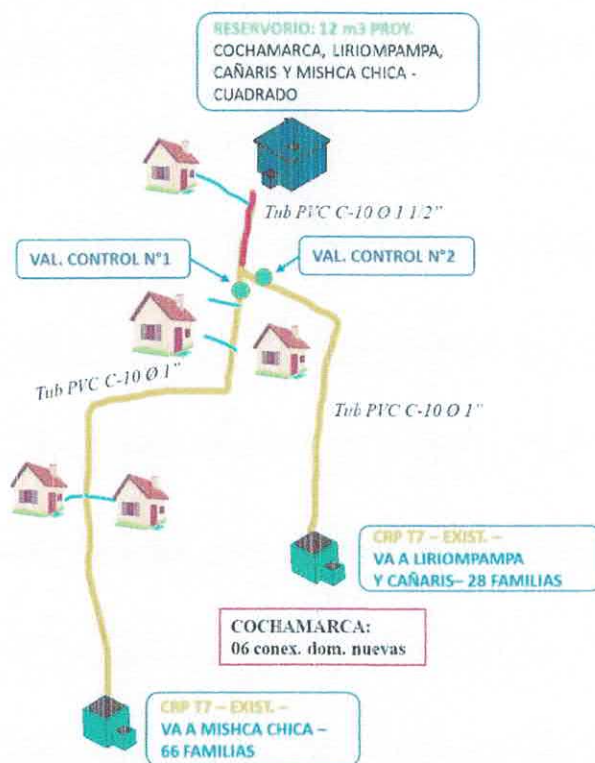 RESERVORIO: 12 m3 PROY.
COCHAMARCA, LIRIOMPAMPA,
CAÑARIS Y MISHCA CHICA -
CUADRADO
Tub PVC C-10 O 1 1/2"
VAL. CONTROL N°1
VAL. CONTROL N°2
Tub PVC C-10 Ø 1"
Tub PVC C-10 O 1"
CRP T7 – EXIST. –
VA A LIRIOMPAMPA
Y CAÑARIS– 28 FAMILIAS
COCHAMARCA:
06 conex. dom. nuevas
CRP T7 – EXIST. –
VA A MISHCA CHICA –
66 FAMILIAS